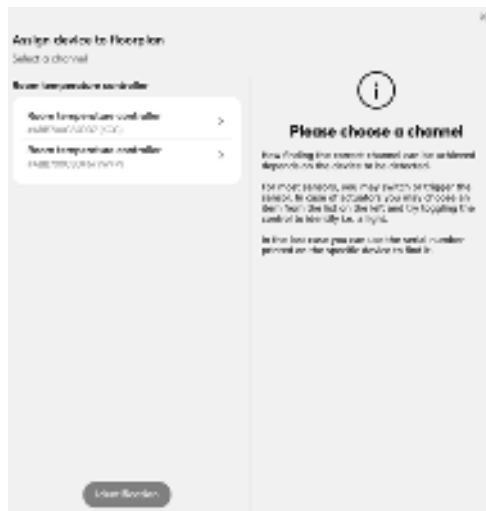 Assign device to floorplan
Select a channel
Room temperature controller
Room temperature controller
Room temperature controller
Please choose a channel
How finding the correct channel can be achieved
depends on the device to be detected.
For most sensors, you may switch or trigger the
sensor. In case of actuators you may choose an
item from the list on the left and try toggling the
control to identify i.e. a light.
In the last case you can use the serial number
printed on the specific device to find it.
Identification